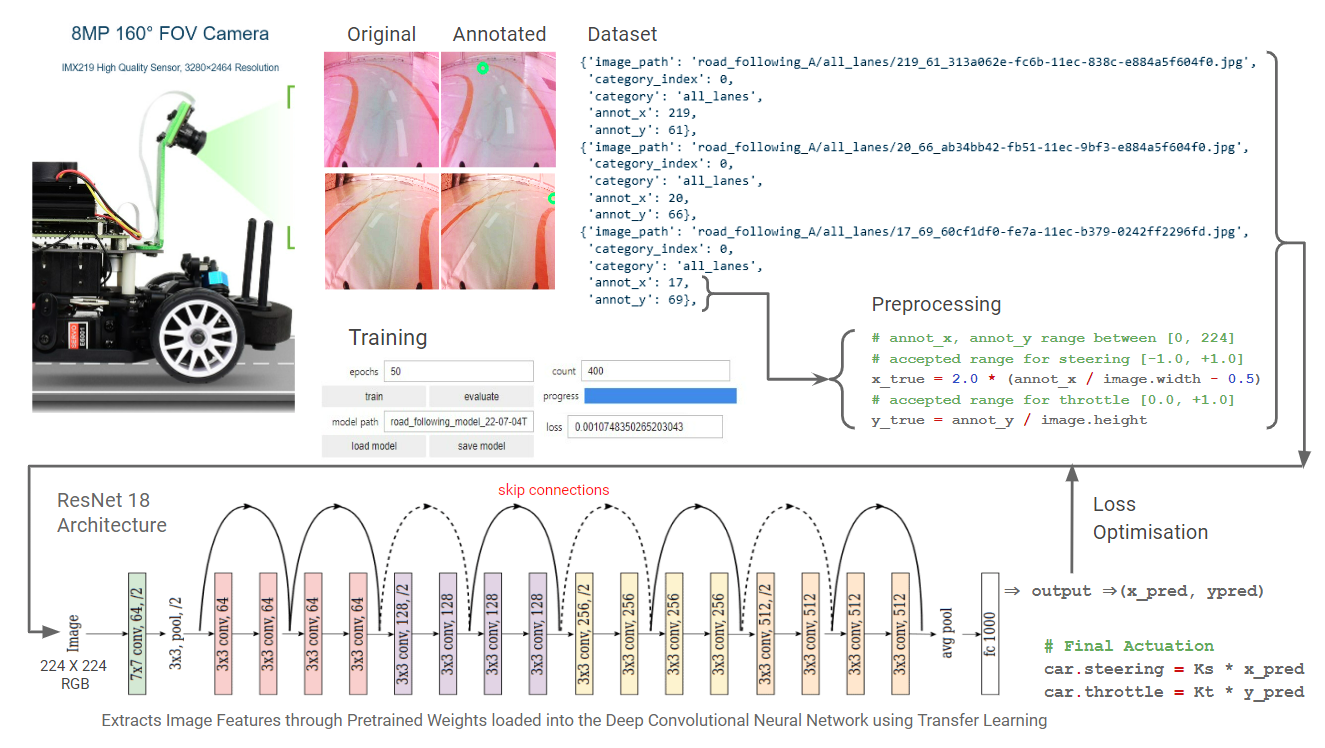 8MP 160° FOV Camera
IMX219 High Quality Sensor, 3280×2464 Resolution
SERVO
E6001
Original
Annotated
Dataset
{'image_path': 'road_following_A/all_lanes/219_61_313a062e-fc6b-11ec-838c-e884a5f604f0.jpg',
'category_index': 0,
'category': 'all_lanes',
'annot_x': 219,
'annot_y': 61},
{'image_path': 'road_following_A/all_lanes/20_66_ab34bb42-fb51-11ec-9bf3-e884a5f604f0.jpg',
'category_index': 0,
'category': 'all_lanes',
'annot_x': 20,
'annot_y': 66},
{'image_path': 'road_following_A/all_lanes/17_69_60cf1df0-fe7a-11ec-b379-0242ff2296fd.jpg',
'category_index': 0,
'category': 'all_lanes',
'annot_x': 17,
'annot_y': 69},
Training
epochs 50
train evaluate
model path road_following_model_22-07-04T
load model save model
count 400
progress
loss 0.0010748350265203043
Preprocessing
# annot_x, annot_y range between [0, 224]
# accepted range for steering [-1.0, +1.0]
x_true = 2.0 * (annot_x / image.width - 0.5)
# accepted range for throttle [0.0, +1.0]
y_true = annot_y / image.height
ResNet 18
Architecture
skip connections
Loss
Optimisation
Image
224 X 224
RGB
7x7 conv, 64, /2
3x3, pool, /2
3x3 conv, 64
3x3 conv, 64
3x3 conv, 64
3x3 conv, 64
3x3 conv, 128, /2
3x3 conv, 128
3x3 conv, 128
3x3 conv, 128
3x3 conv, 256, /2
3x3 conv, 256
3x3 conv, 256
3x3 conv, 256
3x3 conv, 512, /2
3x3 conv, 512
3x3 conv, 512
3x3 conv, 512
avg pool
fc 1000
⇒ output ⇒(x_pred, ypred)
# Final Actuation
car.steering = Ks * x_pred
car.throttle = Kt * y_pred
Extracts Image Features through Pretrained Weights loaded into the Deep Convolutional Neural Network using Transfer Learning